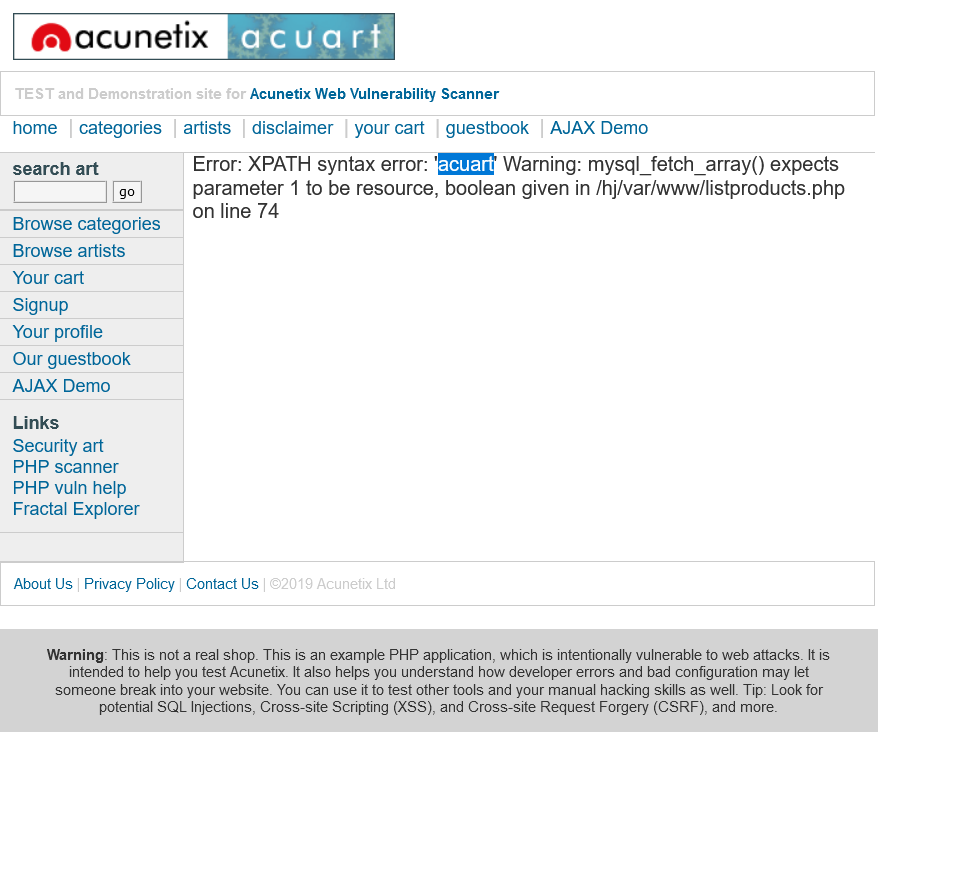 acunetix acuart
TEST and Demonstration site for Acunetix Web Vulnerability Scanner
home | categories | artists | disclaimer | your cart | guestbook | AJAX Demo
search art
go
Browse categories
Browse artists
Your cart
Signup
Your profile
Our guestbook
AJAX Demo
Links
Security art
PHP scanner
PHP vuln help
Fractal Explorer
Error: XPATH syntax error: 'acuart' Warning: mysql_fetch_array() expects
parameter 1 to be resource, boolean given in /hj/var/www/listproducts.php
on line 74
About Us | Privacy Policy | Contact Us | ©2019 Acunetix Ltd
Warning: This is not a real shop. This is an example PHP application, which is intentionally vulnerable to web attacks. It is
intended to help you test Acunetix. It also helps you understand how developer errors and bad configuration may let
someone break into your website. You can use it to test other tools and your manual hacking skills as well. Tip: Look for
potential SQL Injections, Cross-site Scripting (XSS), and Cross-site Request Forgery (CSRF), and more.